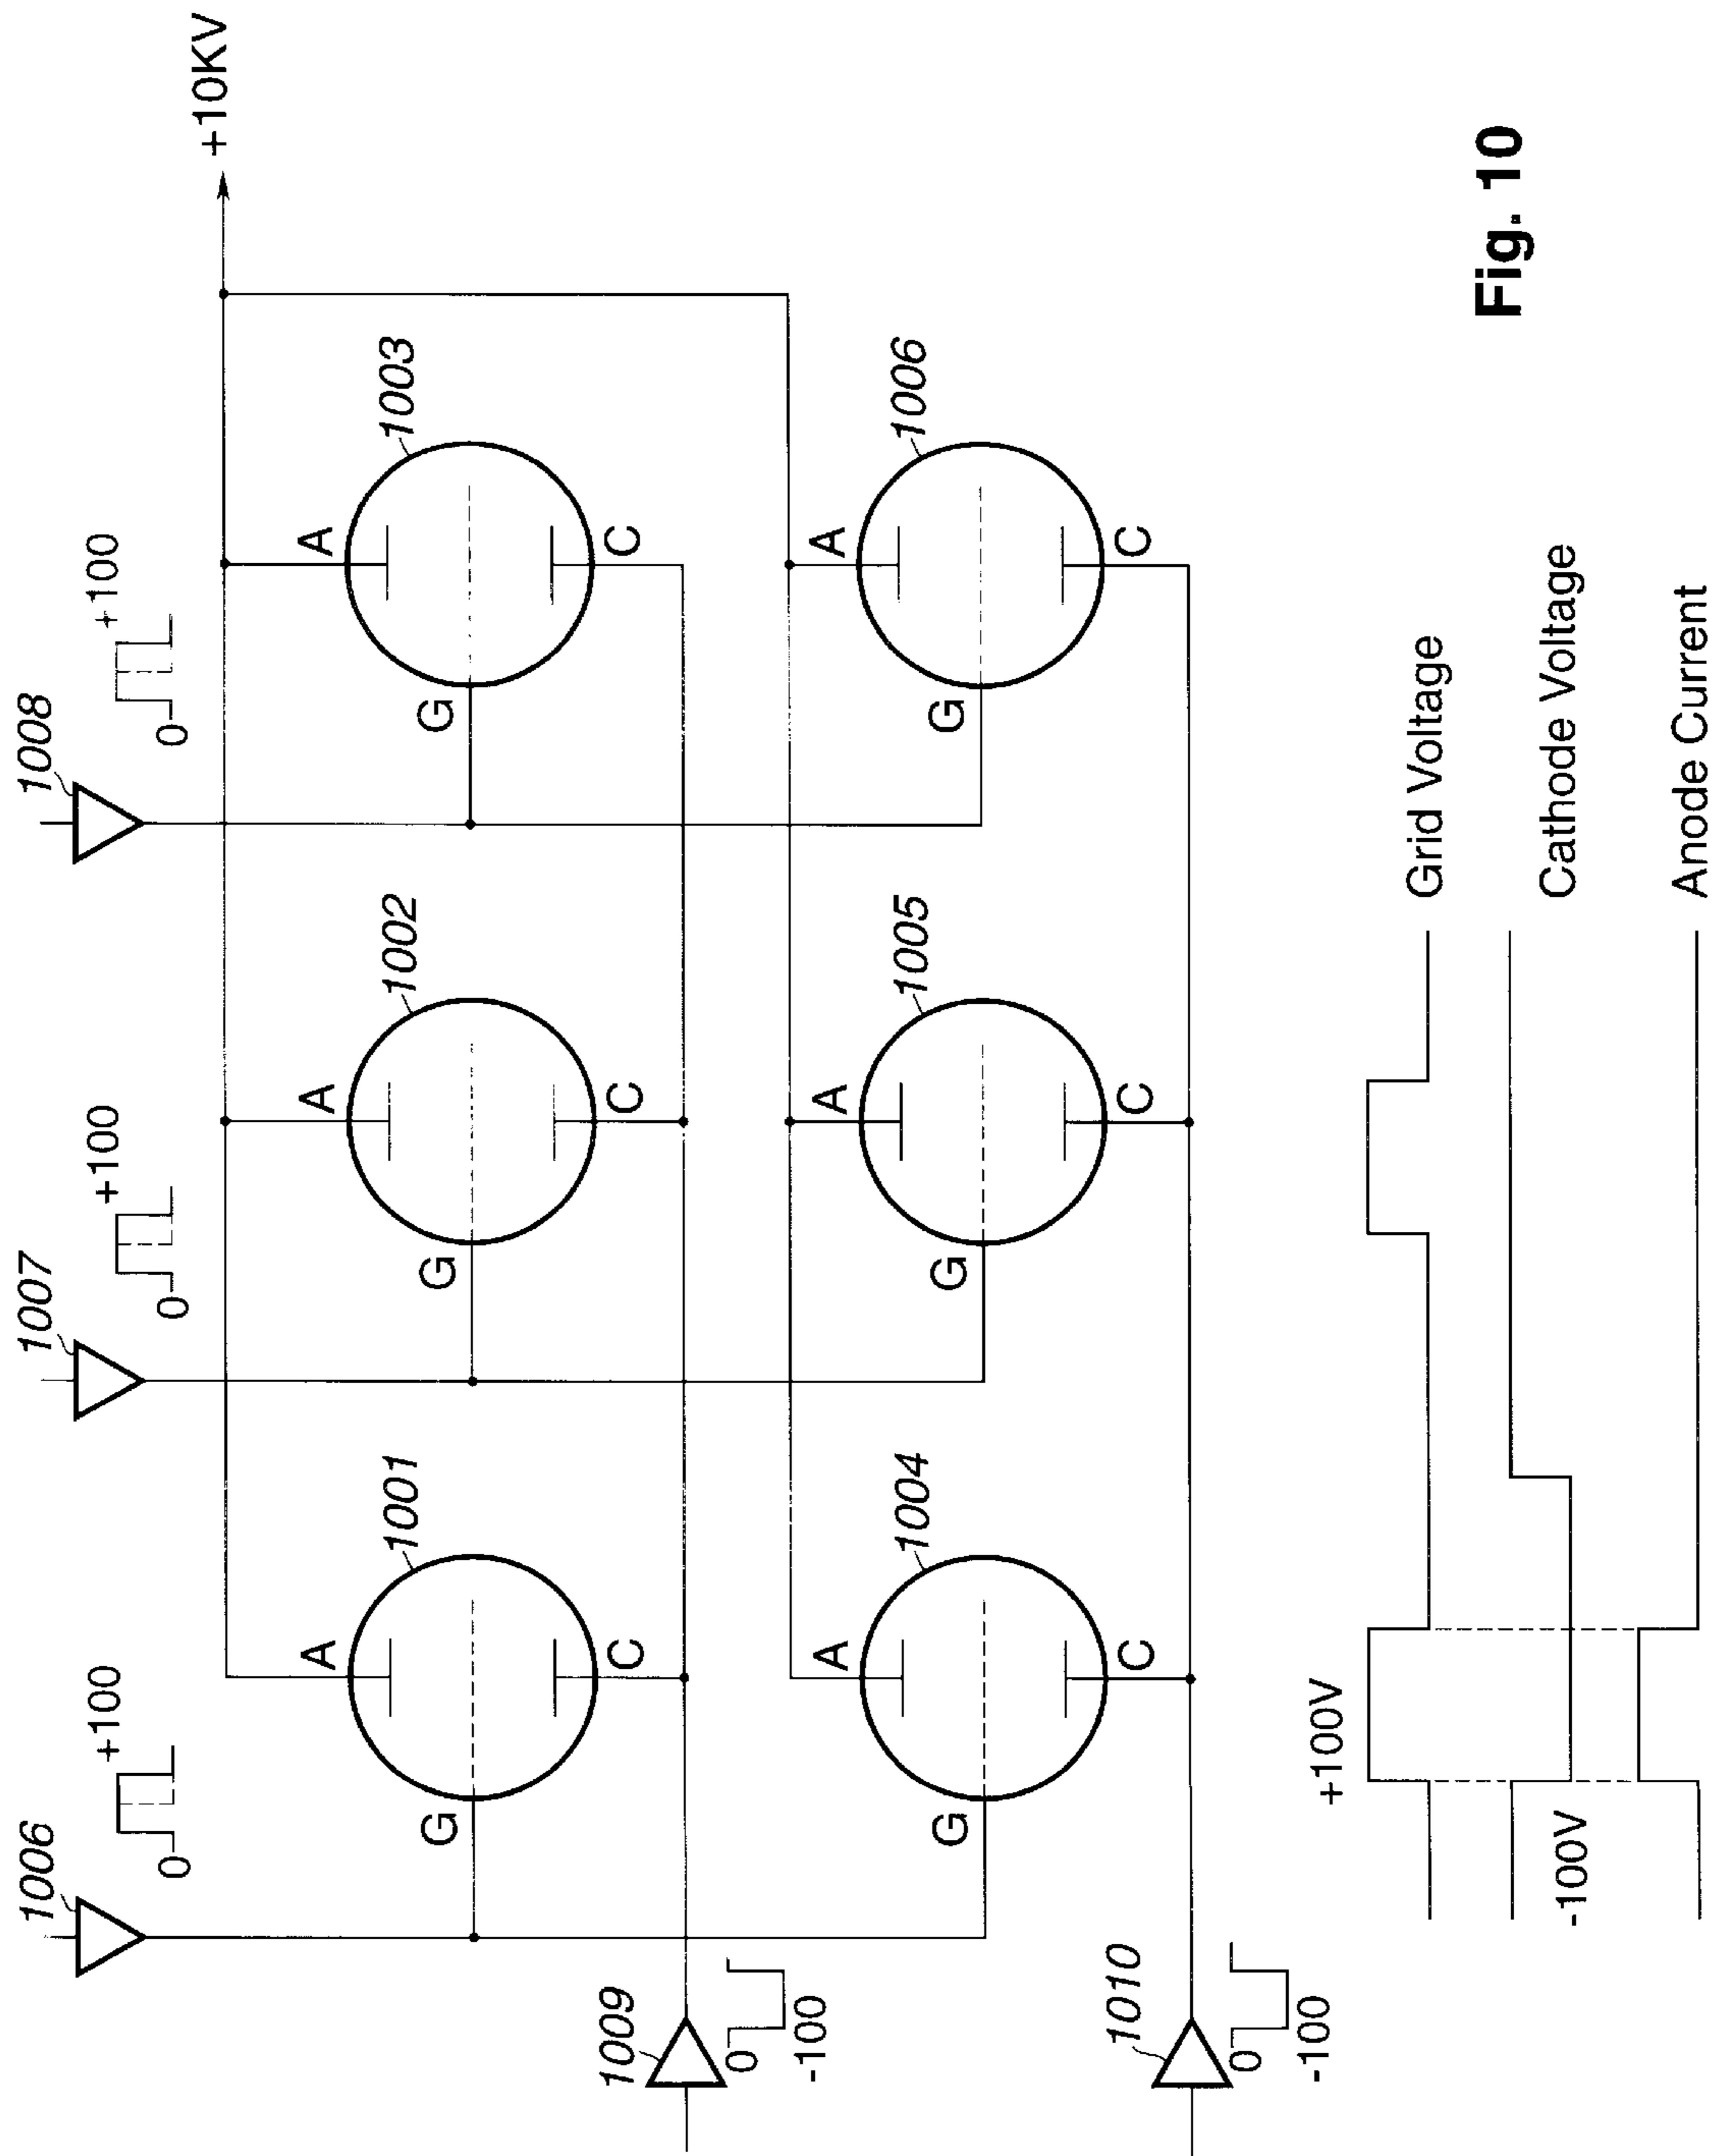 1006
0
+100
1007
0
+100
1008
0
+100
+10KV
A
1001
G
C
A
1002
G
C
A
1003
G
C
1009
0
-100
A
1004
G
C
A
1005
G
C
A
1006
G
C
1010
0
-100
+100V
Grid Voltage
Cathode Voltage
-100V
Anode Current
Fig. 10